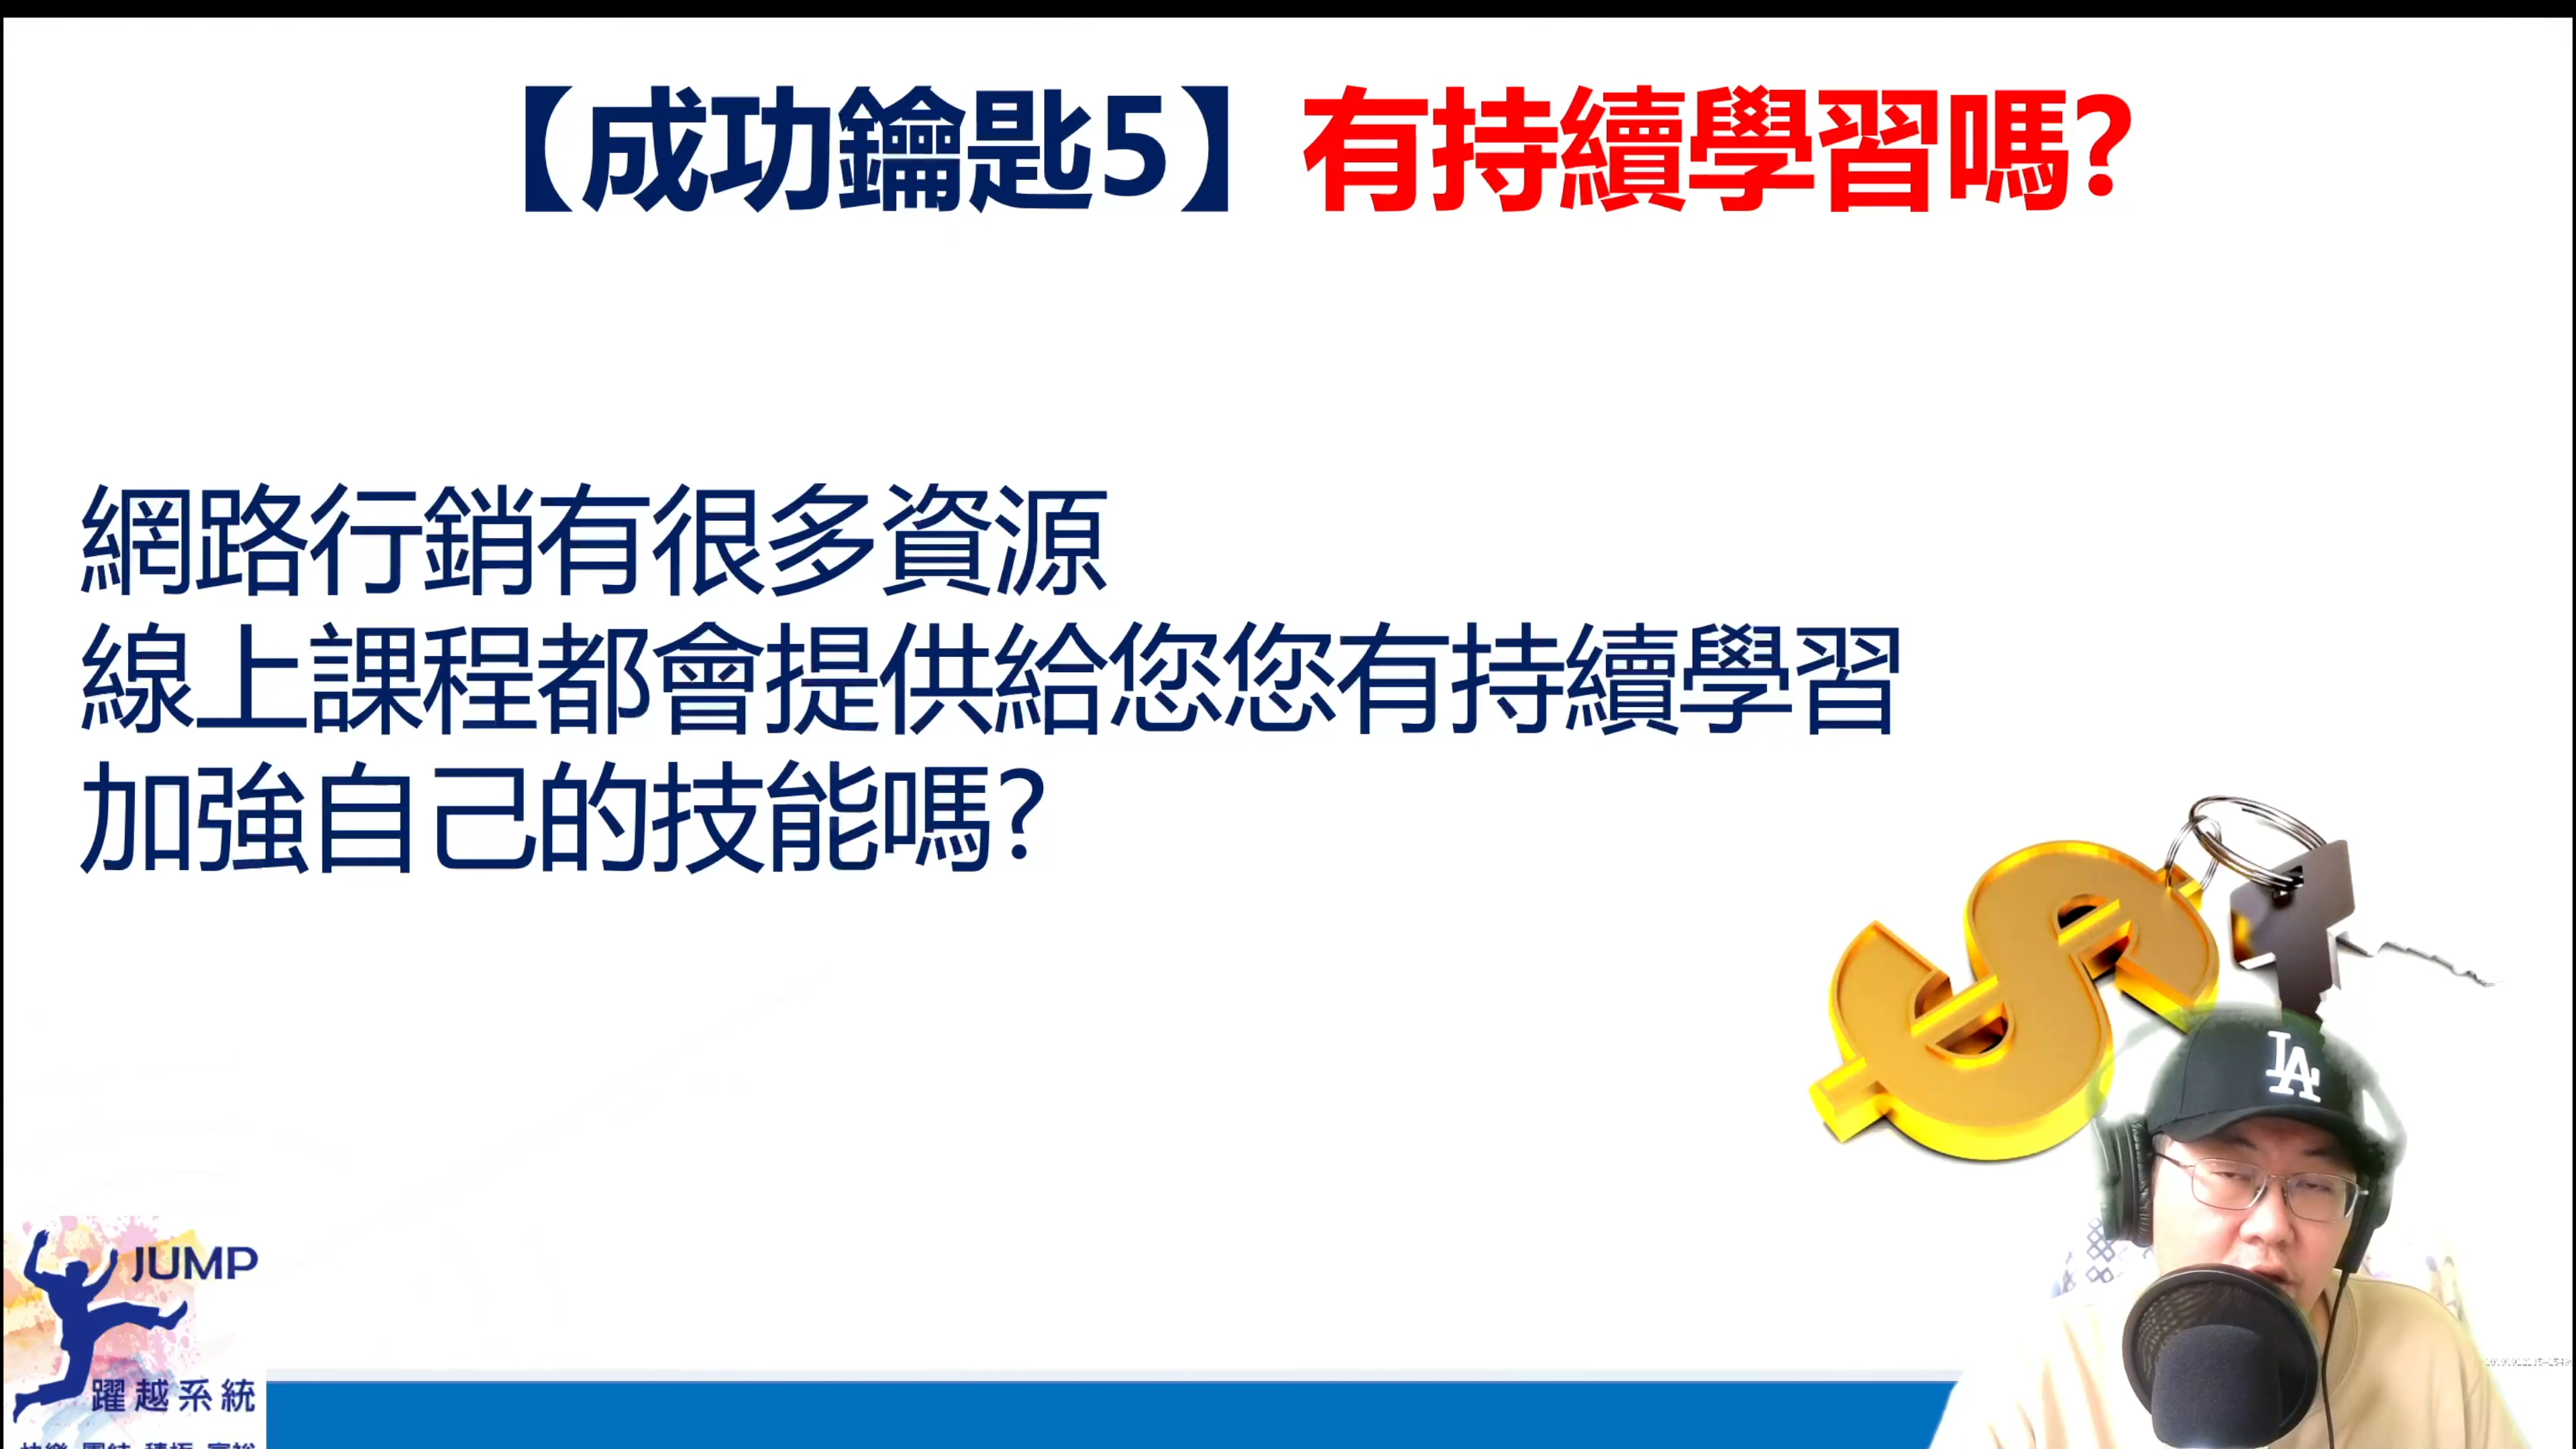 【成功鑰匙5】有持續學習嗎?
網路行銷有很多資源
線上課程都會提供給您您有持續學習
加強自己的技能嗎?
LA
JUMP
躍越系統